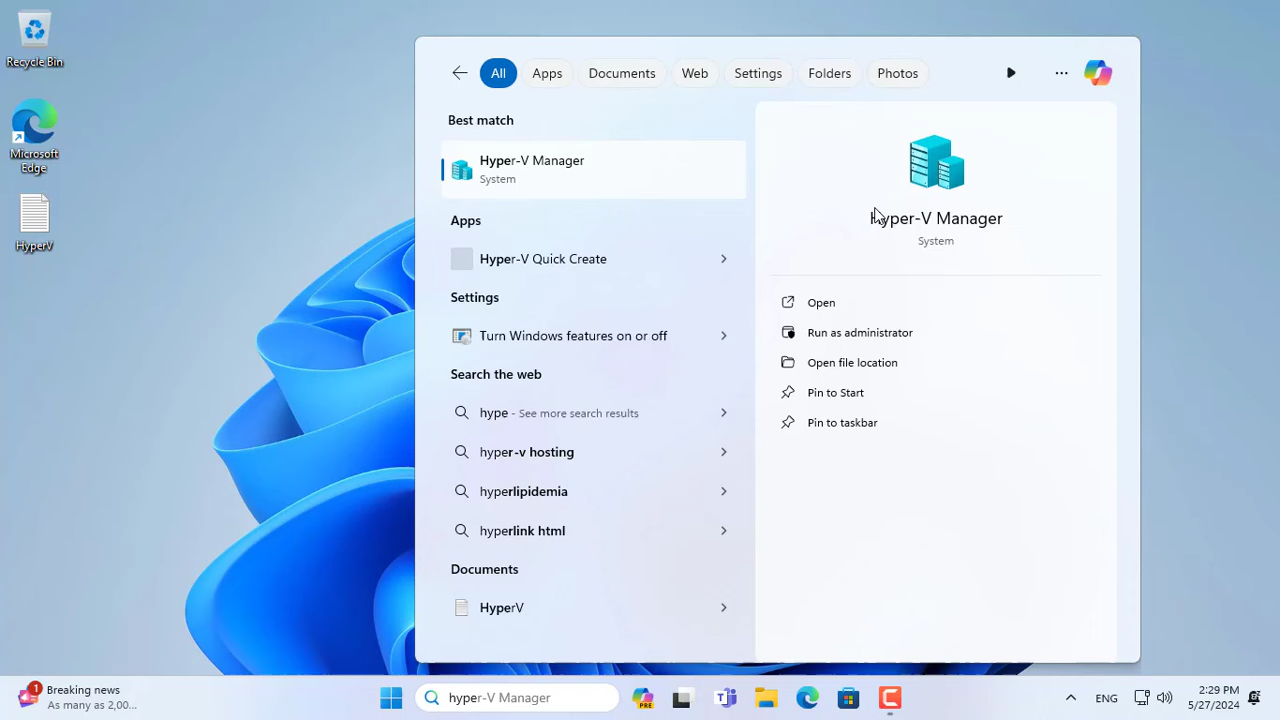 Recycle Bin
Microsoft
Edge
HyperV
All
Apps
Documents
Web
Settings
Folders
Photos
Best match
Hyper-V Manager
System
Apps
Hyper-V Quick Create
Settings
Turn Windows features on or off
Search the web
hype - See more search results
hyper-v hosting
hyperlipidemia
hyperlink html
Documents
HyperV
Hyper-V Manager
System
Open
Run as administrator
Open file location
Pin to Start
Pin to taskbar
1
Breaking news
As many as 2,00...
hyper-V Manager
PRE
ENG
2:29 PM
5/27/2024